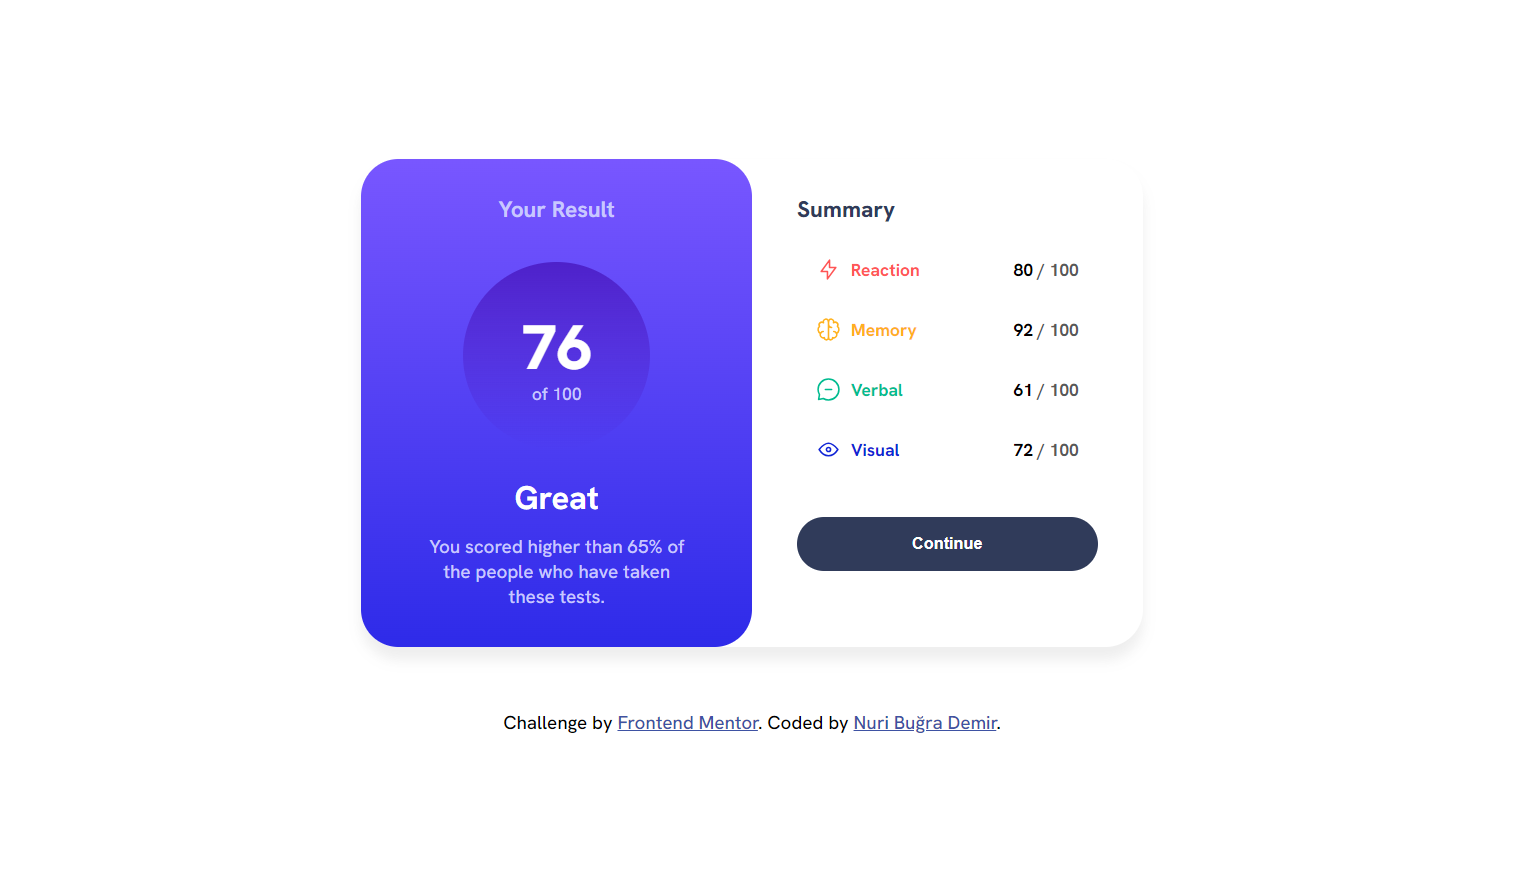 Your Result
76
of 100
Great
You scored higher than 65% of
the people who have taken
these tests.
Summary
Reaction 80 / 100
Memory 92 / 100
Verbal 61 / 100
Visual 72 / 100
Continue
Challenge by Frontend Mentor. Coded by Nuri Buğra Demir.